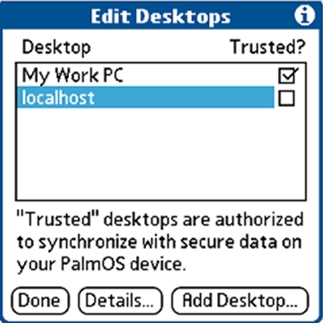 Edit Desktops
Desktop Trusted?
My Work PC
localhost
"Trusted" desktops are authorized
to synchronize with secure data on
your PalmOS device.
Done Details... Add Desktop...